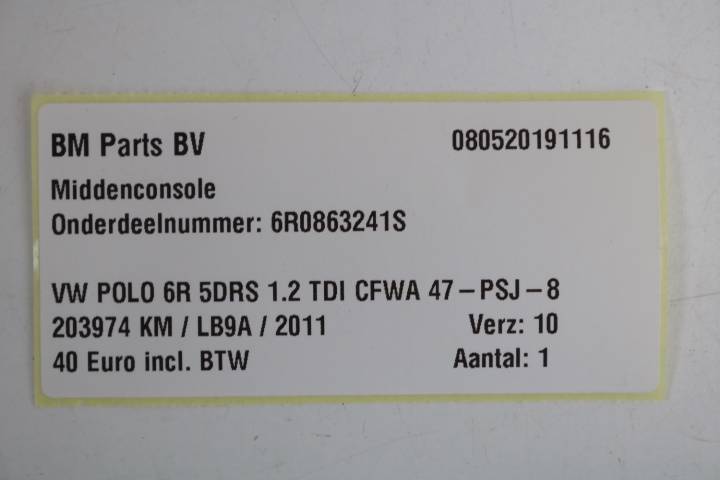 BM Parts BV 080520191116
Middenconsole
Onderdeelnummer: 6R0863241S
VW POLO 6R 5DRS 1.2 TDI CFWA 47-PSJ-8
203974 KM / LB9A / 2011 Verz: 10
40 Euro incl. BTW Aantal: 1